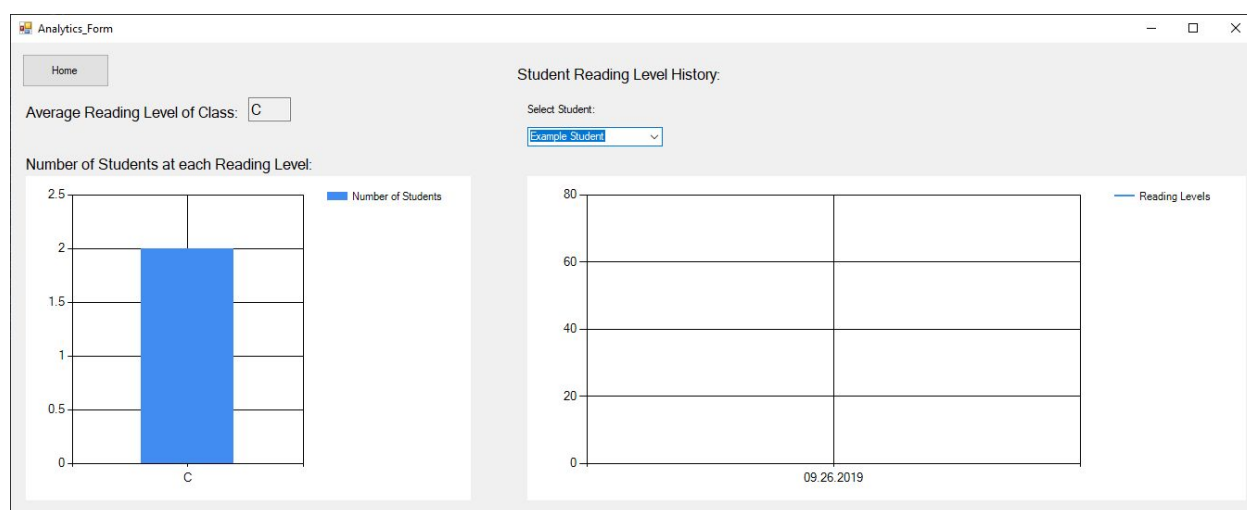 Analytics_Form
Home
Average Reading Level of Class: C
Number of Students at each Reading Level:
2.5
2
1.5
1
0.5
0
C
Number of Students
Student Reading Level History:
Select Student:
Example Student
80
60
40
20
0
09.26.2019
Reading Levels